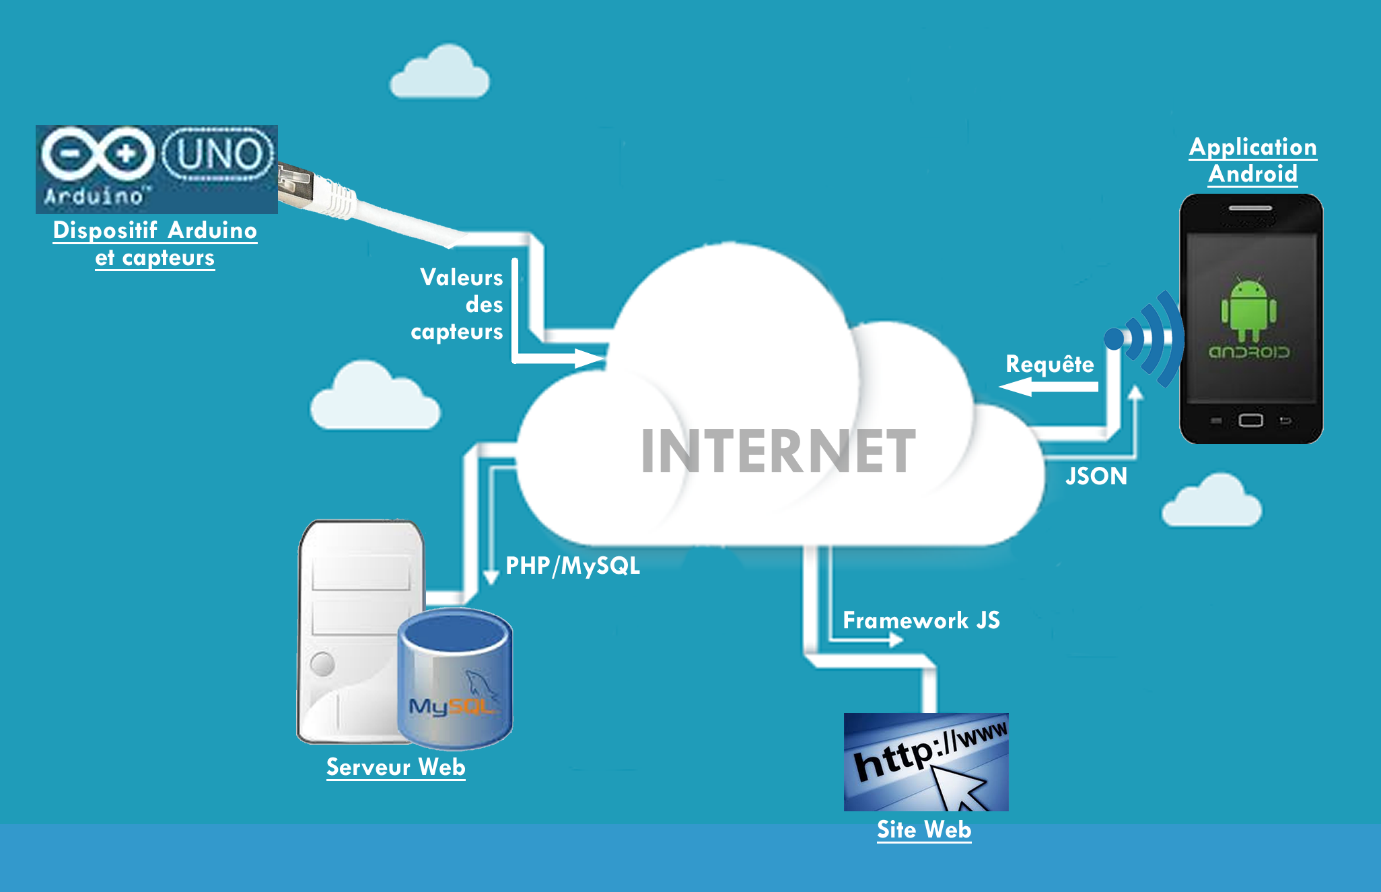 UNO
Arduino™
Dispositif Arduino
et capteurs
Valeurs
des
capteurs
Application
Android
ANDROID
Requête
JSON
INTERNET
PHP/MySQL
MySQL
Serveur Web
Framework JS
http://www
Site Web